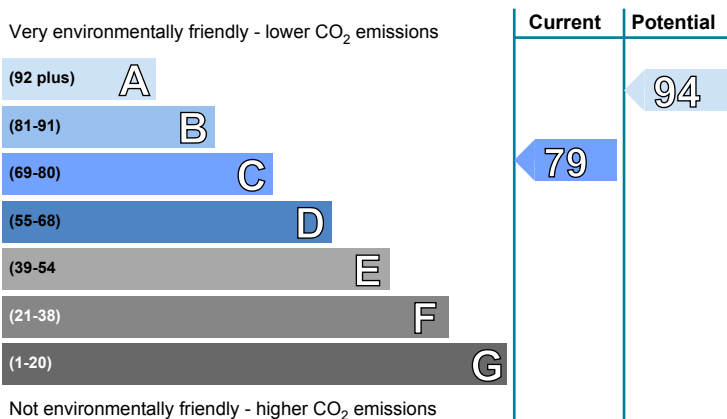 Current Potential
Very environmentally friendly - lower CO2 emissions
(92 plus) A
94
(81-91) B
(69-80) C
79
(55-68) D
(39-54 E
(21-38) F
(1-20) G
Not environmentally friendly - higher CO2 emissions